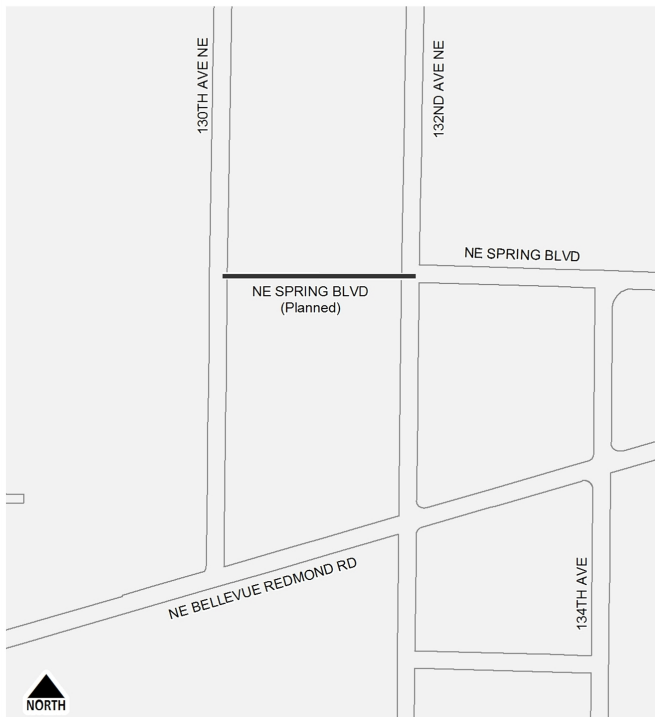 130TH AVE NE
132ND AVE NE
NE SPRING BLVD
NE SPRING BLVD
(Planned)
NE BELLEVUE REDMOND RD
134TH AVE
NORTH